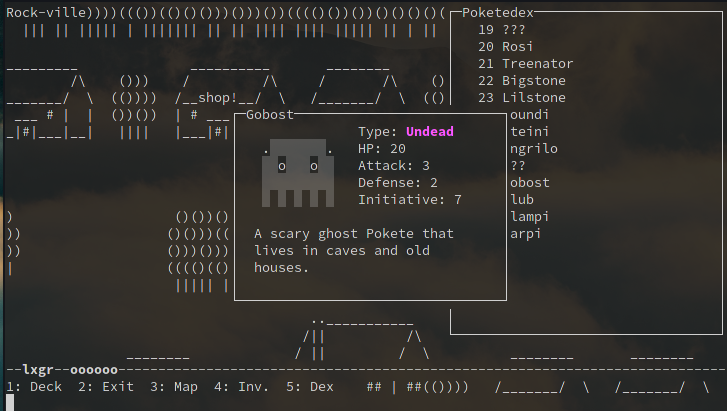 Rock-ville
Poketedex
19 ???
20 Rosi
21 Treenator
22 Bigstone
23 Lilstone
shop!
oundi
Gobost
teini
Type: Undead
ngrilo
HP: 20
??
Attack: 3
obost
Defense: 2
lub
Initiative: 7
lampi
A scary ghost Pokete that
arpi
lives in caves and old
houses.
--lxgr--oooooo--
1: Deck 2: Exit 3: Map 4: Inv. 5: Dex